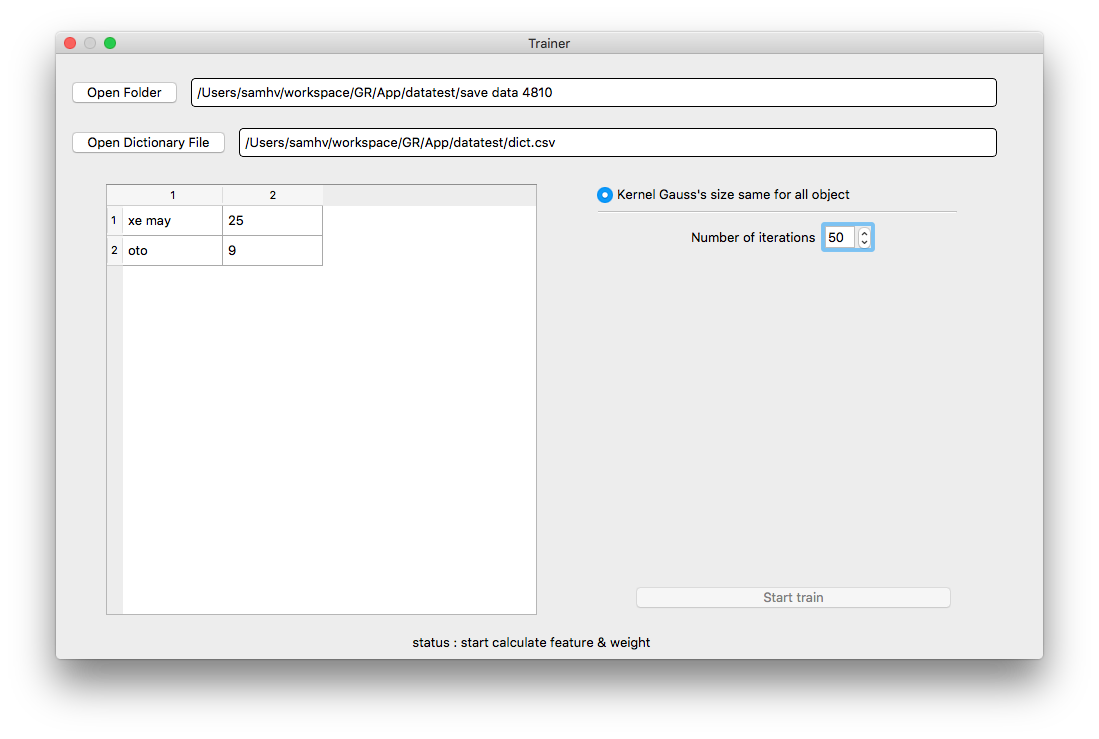 Trainer
Open Folder /Users/samhv/workspace/GR/App/datatest/save data 4810
Open Dictionary File /Users/samhv/workspace/GR/App/datatest/dict.csv
1 2
1 xe may 25
2 oto 9
Kernel Gauss's size same for all object
Number of iterations 50
Start train
status : start calculate feature & weight